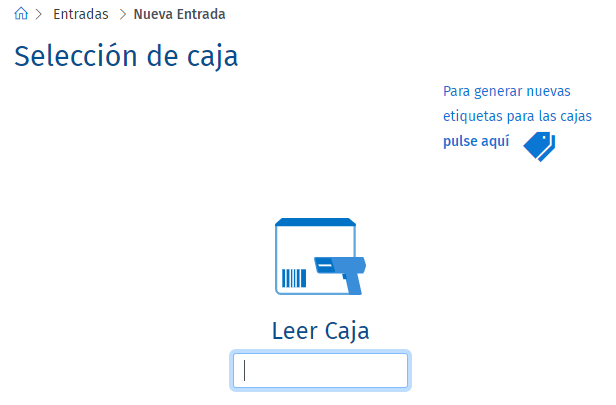 Entradas Nueva Entrada
Selección de caja
Para generar nuevas
etiquetas para las cajas
pulse aquí
Leer Caja